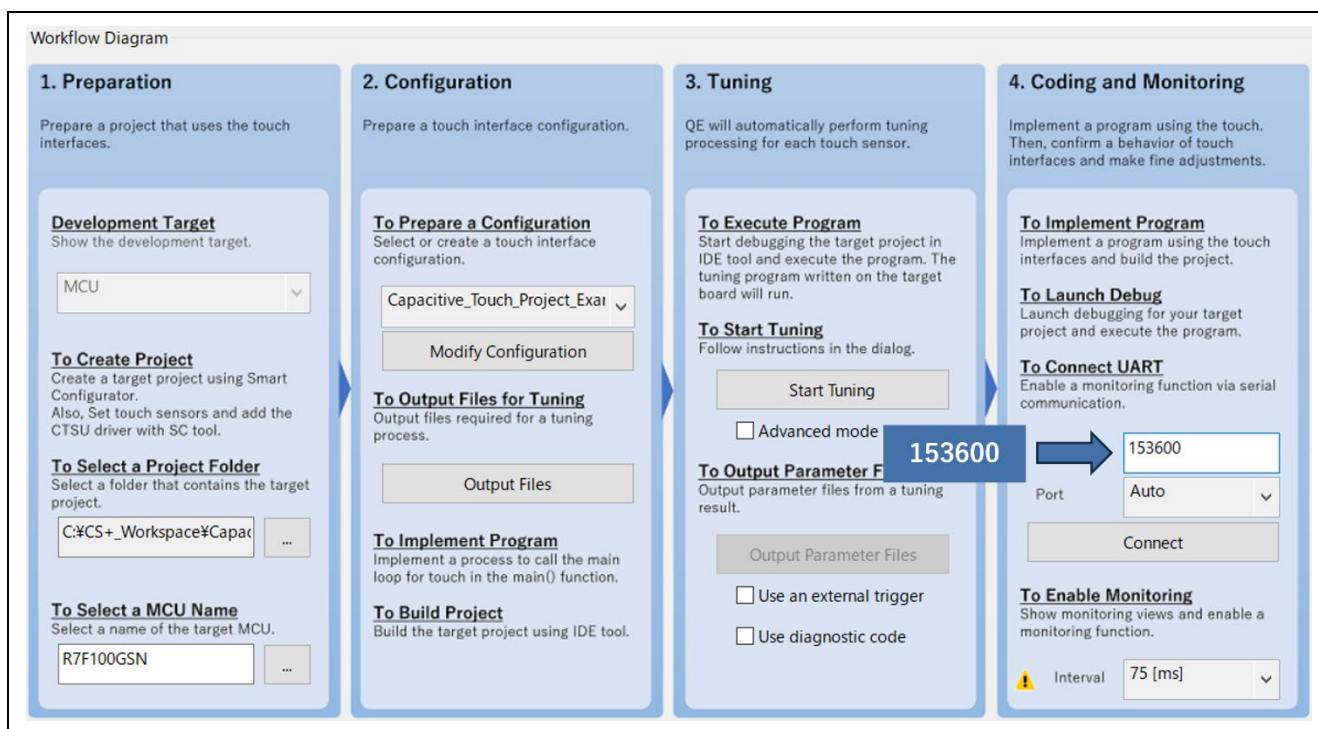 Workflow Diagram
1. Preparation
Prepare a project that uses the touch
interfaces.
Development Target
Show the development target.
MCU
To Create Project
Create a target project using Smart
Configurator.
Also, Set touch sensors and add the
CTSU driver with SC tool.
To Select a Project Folder
Select a folder that contains the target
project.
C:¥CS+_Workspace¥Capac
...
To Select a MCU Name
Select a name of the target MCU.
R7F100GSN
...
2. Configuration
Prepare a touch interface configuration.
To Prepare a Configuration
Select or create a touch interface
configuration.
Capacitive_Touch_Project_Exar
Modify Configuration
To Output Files for Tuning
Output files required for a tuning
process.
Output Files
To Implement Program
Implement a process to call the main
loop for touch in the main() function.
To Build Project
Build the target project using IDE tool.
3. Tuning
QE will automatically perform tuning
processing for each touch sensor.
To Execute Program
Start debugging the target project in
IDE tool and execute the program. The
tuning program written on the target
board will run.
To Start Tuning
Follow instructions in the dialog.
Start Tuning
Advanced mode
To Output Parameter F
Output parameter files from a tuning
result.
Output Parameter Files
Use an external trigger
Use diagnostic code
4. Coding and Monitoring
Implement a program using the touch.
Then, confirm a behavior of touch
interfaces and make fine adjustments.
To Implement Program
Implement a program using the touch
interfaces and build the project.
To Launch Debug
Launch debugging for your target
project and execute the program.
To Connect UART
Enable a monitoring function via serial
communication.
153600
153600
Port Auto
Connect
To Enable Monitoring
Show monitoring views and enable a
monitoring function.
Interval 75 [ms]